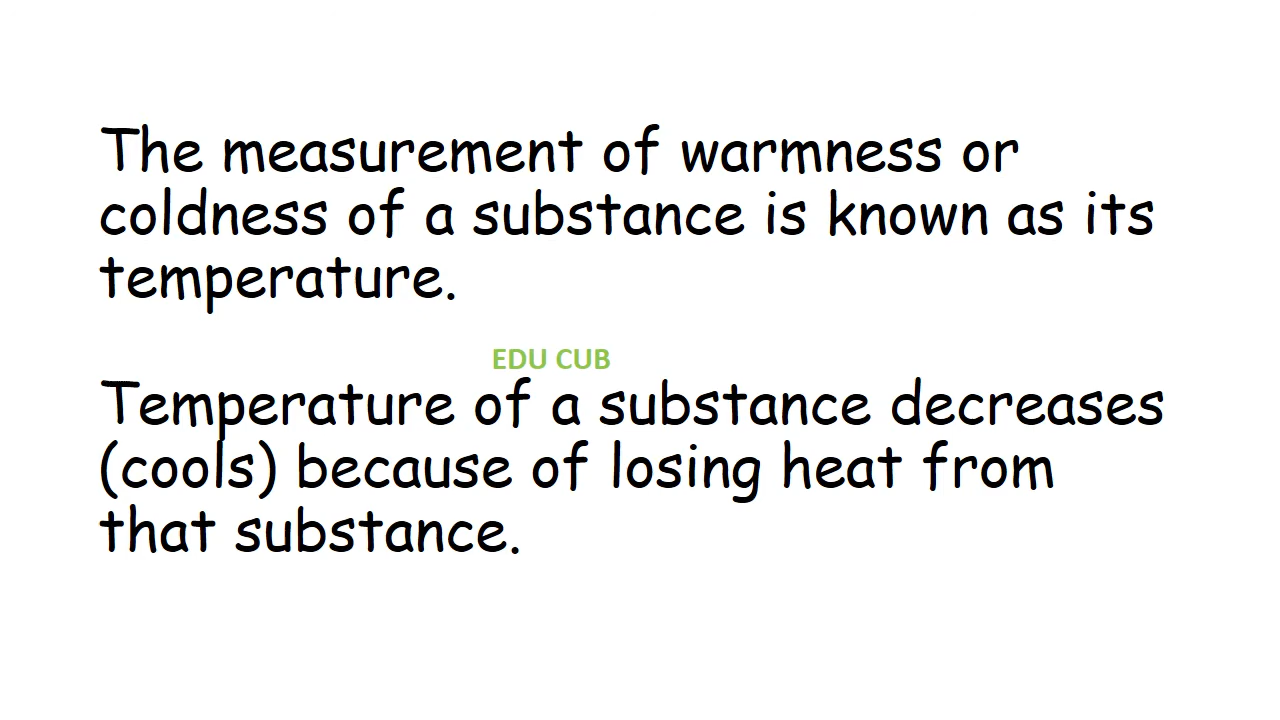 The measurement of warmness or
coldness of a substance is known as its
temperature.
EDU CUB
Temperature of a substance decreases
(cools) because of losing heat from
that substance.